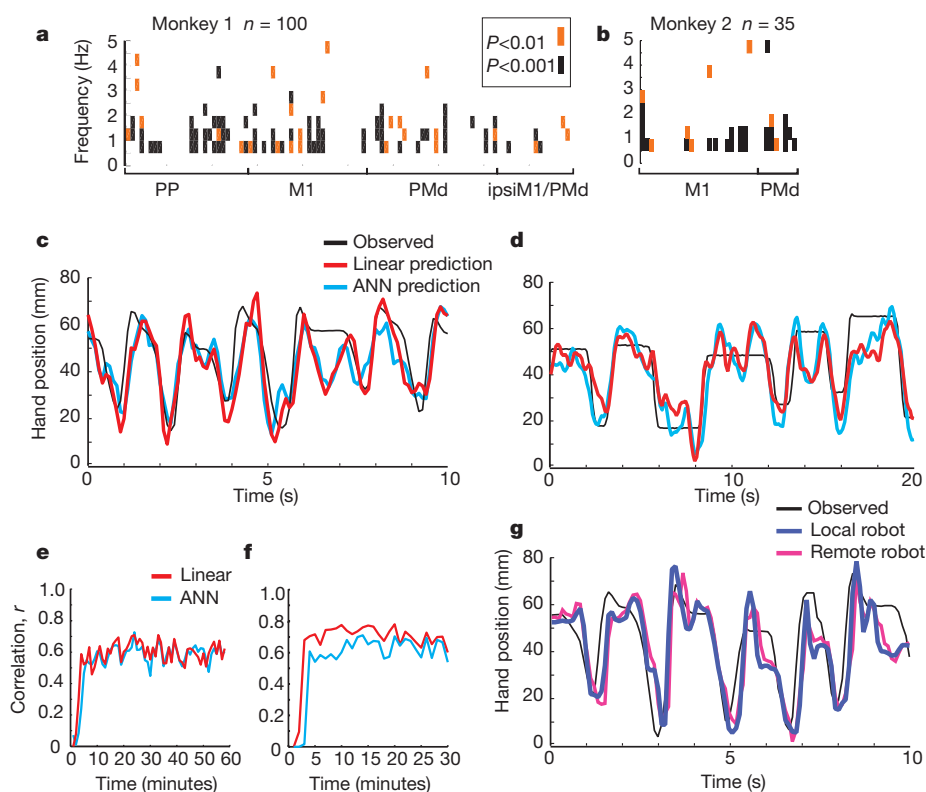 a
Monkey 1 n = 100
P<0.01
P<0.001
b
Monkey 2 n = 35
Frequency (Hz)
5
4
3
2
1
0
PP
M1
PMd
ipsiM1/PMd
5
4
3
2
1
0
M1
PMd
c
Observed
Linear prediction
ANN prediction
Hand position (mm)
80
60
40
20
0
0
5
10
Time (s)
d
80
60
40
20
0
0
10
20
Time (s)
e
Linear
ANN
Correlation, r
1.0
0.8
0.6
0.4
0.2
0
10 20 30 40 50 60
Time (minutes)
f
1.0
0.8
0.6
0.4
0.2
0
5 10 15 20 25 30
Time (minutes)
g
Observed
Local robot
Remote robot
Hand position (mm)
80
60
40
20
0
0
5
10
Time (s)